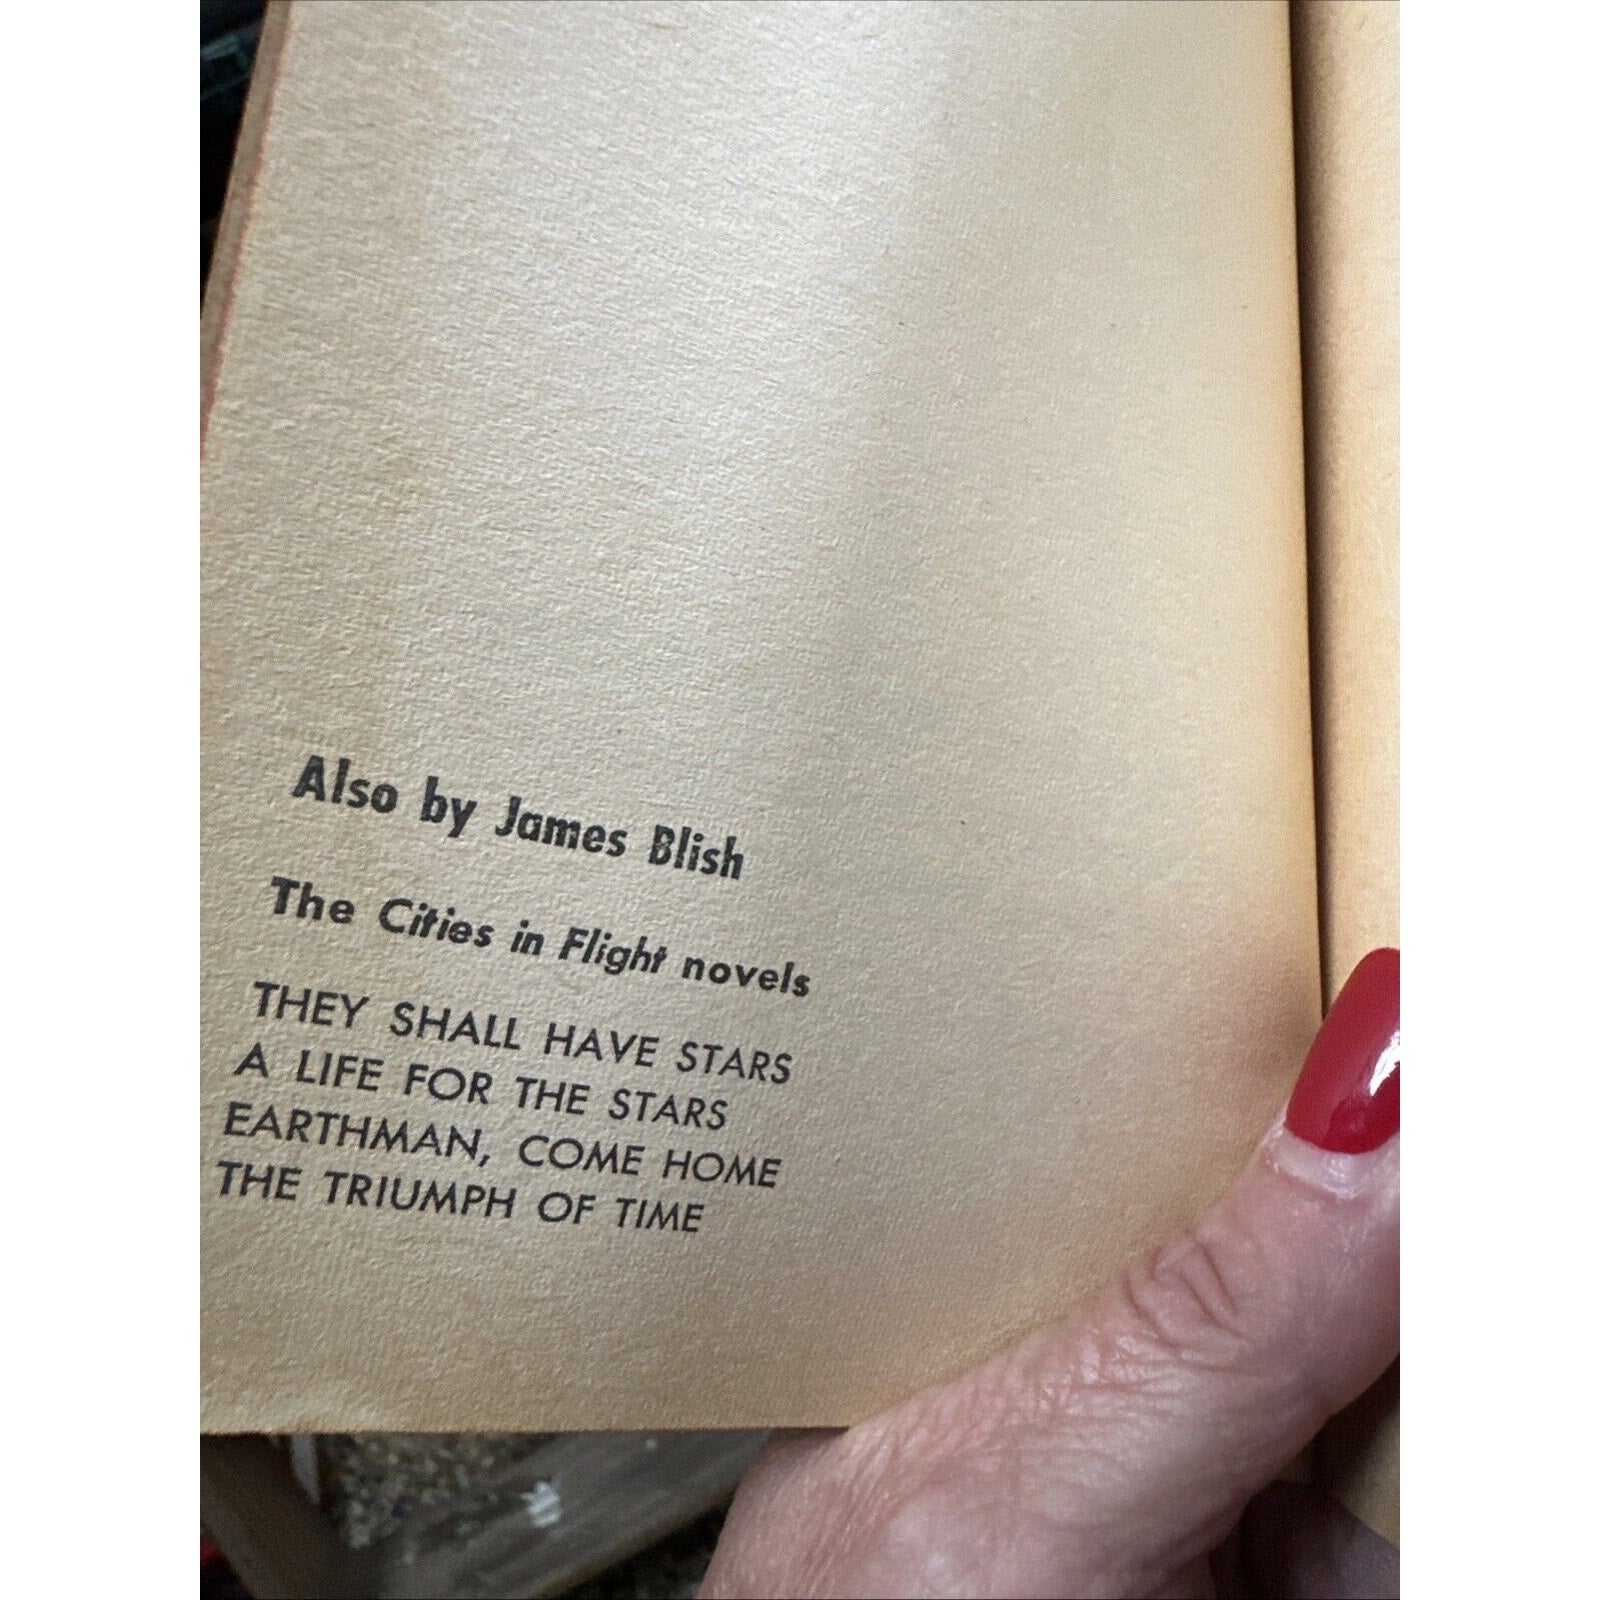 Also by James Blish
The Cities in Flight novels
THEY SHALL HAVE STARS
A LIFE FOR THE STARS
EARTHMAN, COME HOME
THE TRIUMPH OF TIME